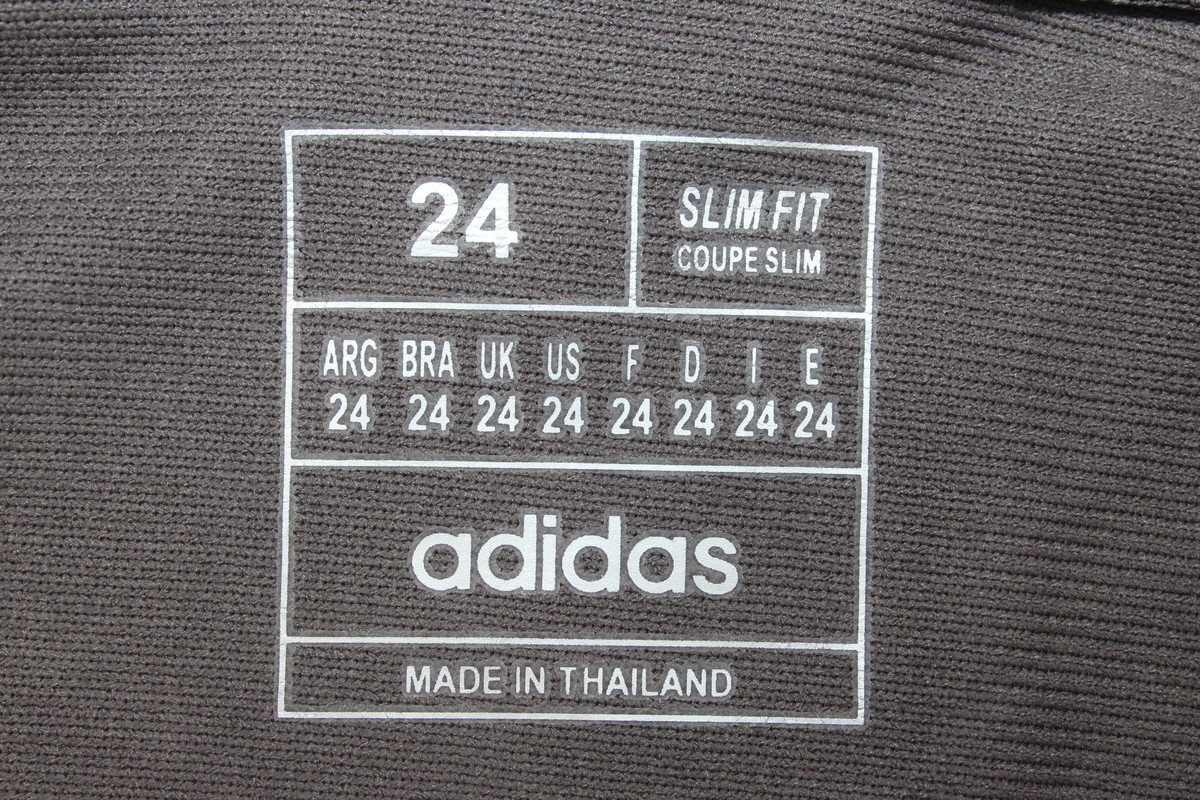 24
SLIM FIT
COUPE SLIM
ARG BRA UK US F D I E
24 24 24 24 24 24 24 24
adidas
MADE IN THAILAND